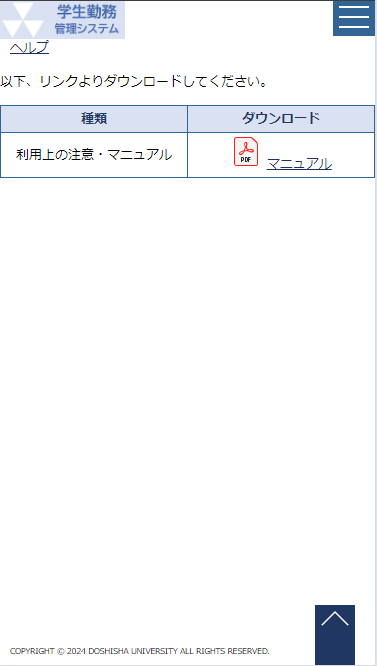 学生勤務
管理システム
ヘルプ
以下、リンクよりダウンロードしてください。
種類 ダウンロード
利用上の注意・マニュアル PDF マニュアル
COPYRIGHT © 2024 DOSHISHA UNIVERSITY ALL RIGHTS RESERVED.